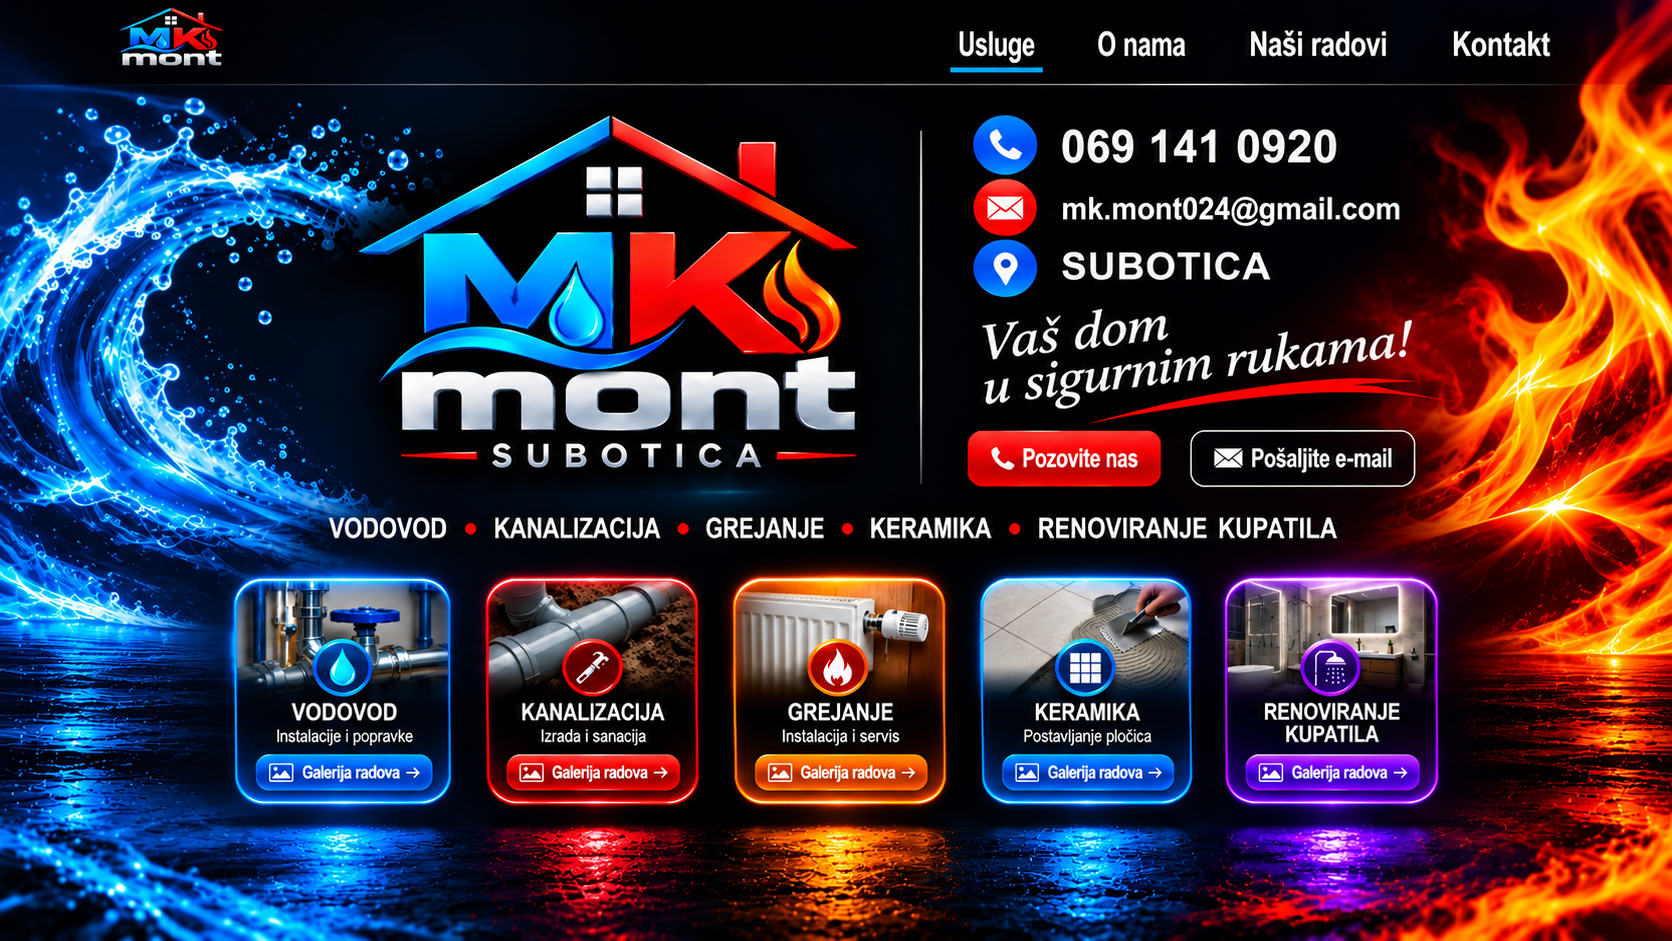 MK
mont
Usluge
O nama
Naši radovi
Kontakt
MK
mont
SUBOTICA
069 141 0920
mk.mont024@gmail.com
SUBOTICA
Vaš dom
u sigurnim rukama!
Pozovite nas
Pošaljite e-mail
VODOVOD • KANALIZACIJA • GREJANJE • KERAMIKA • RENOVIRANJE KUPATILA
VODOVOD
Instalacije i popravke
Galerija radova →
KANALIZACIJA
Izrada i sanacija
Galerija radova →
GREJANJE
Instalacija i servis
Galerija radova →
KERAMIKA
Postavljanje pločica
Galerija radova →
RENOVIRANJE
KUPATILA
Galerija radova →